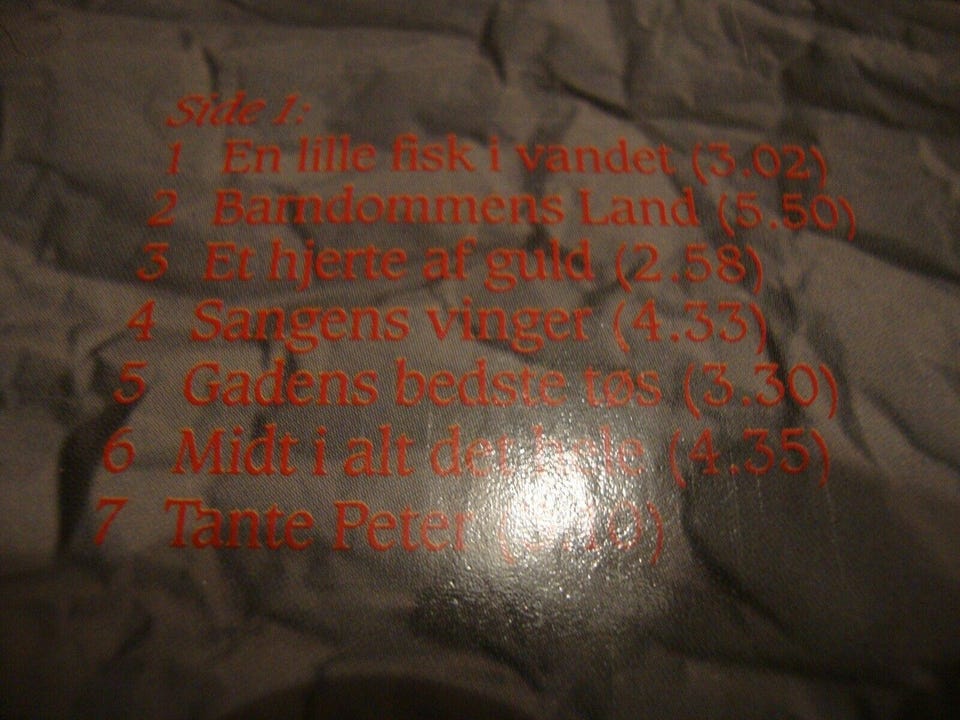 Side 1:
1 En lille fisk i vandet (3.02)
2 Barndommens Land (5.50)
3 Et hjerte af guld (2.58)
4 Sangens vinger (4.33)
5 Gadens bedste tøs (3.30)
6 Midt i alt det hele (4.35)
7 Tante Peter